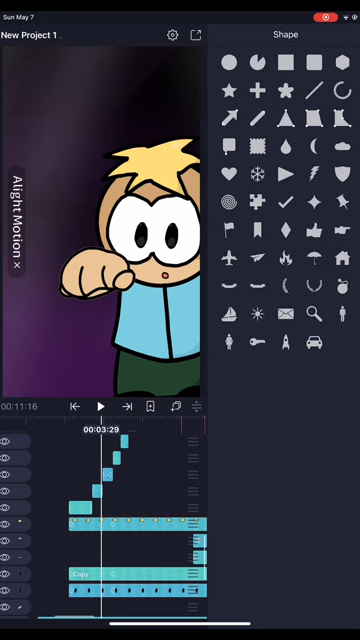 Sun May 7
New Project 1
Shape
Alight Motion ×
00:11:16
00:03:29
Copy